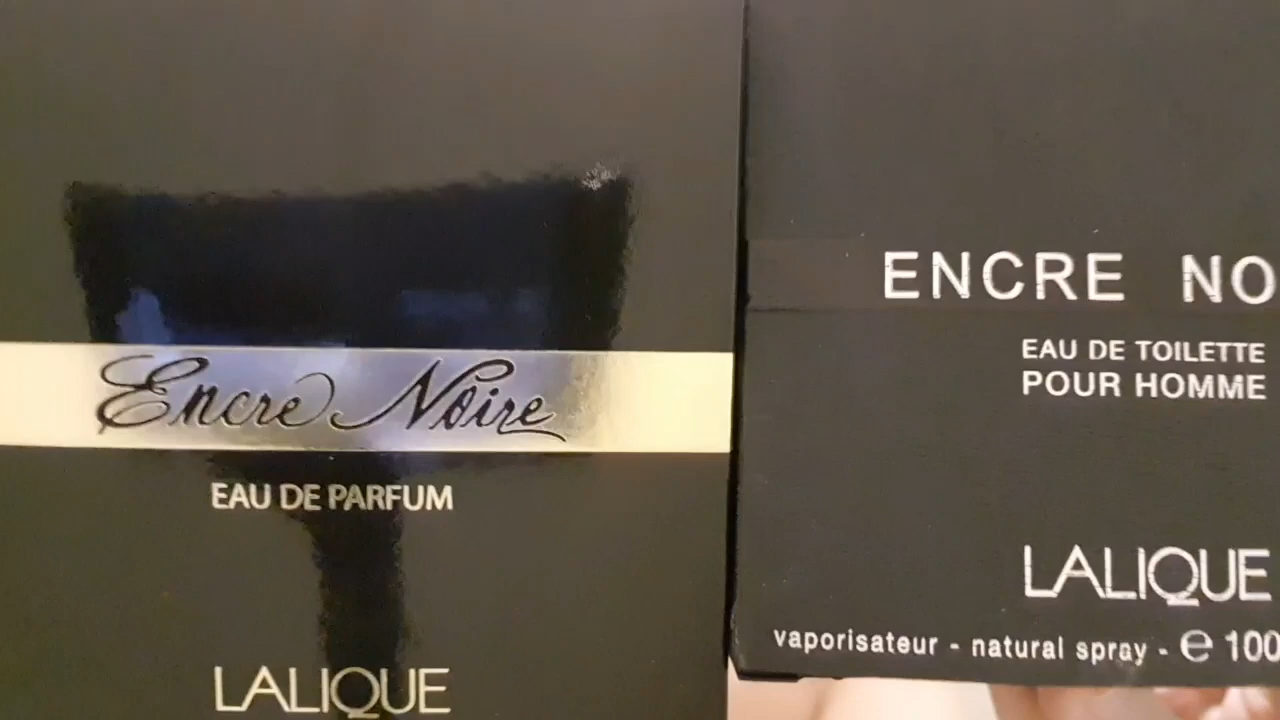 Encre Noire
EAU DE PARFUM
LALIQUE
ENCRE NO
EAU DE TOILETTE
POUR HOMME
LALIQUE
vaporisateur - natural spray - ℮ 100